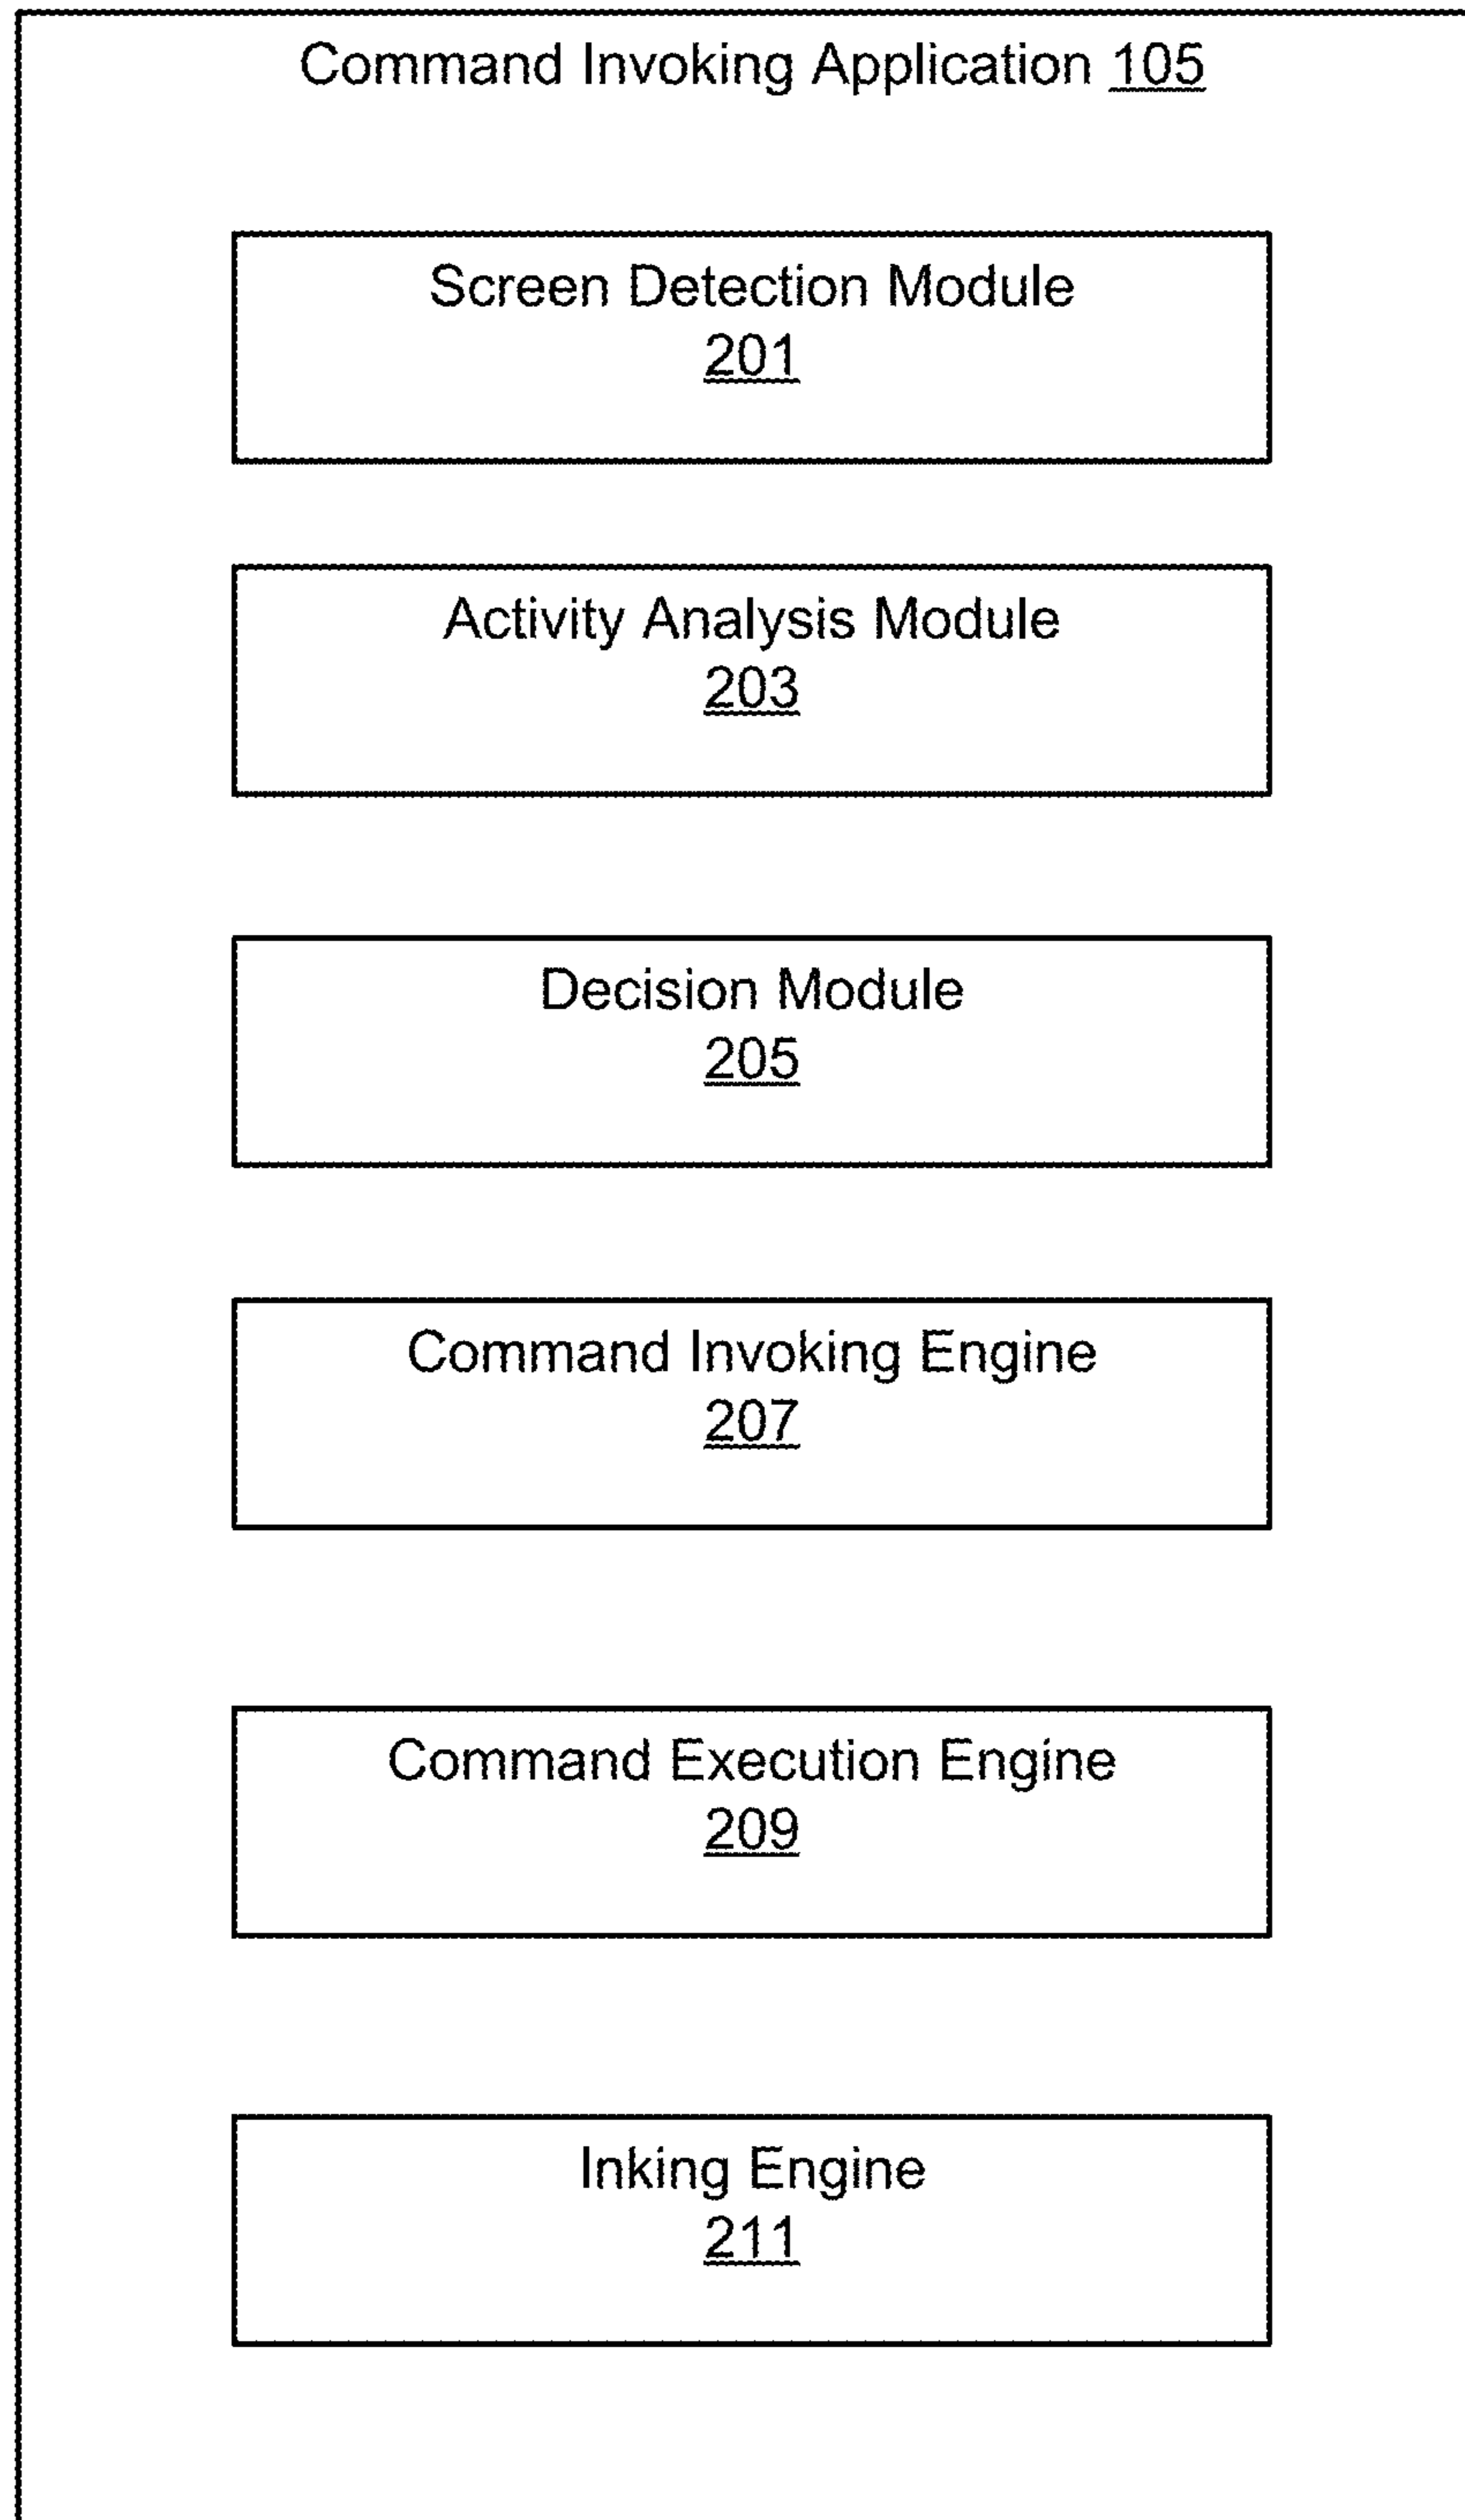 Command Invoking Application 105
Screen Detection Module
201
Activity Analysis Module
203
Decision Module
205
Command Invoking Engine
207
Command Execution Engine
209
Inking Engine
211